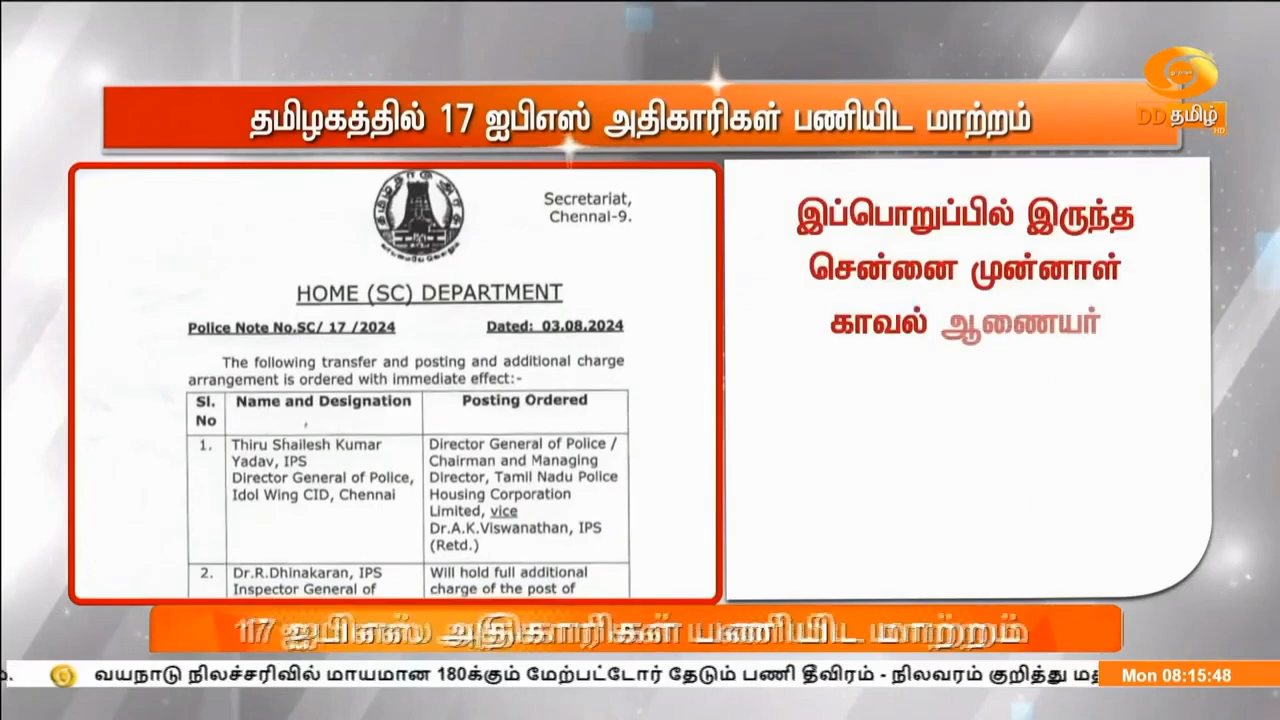 தமிழகத்தில் 17 ஐபிஎஸ் அதிகாரிகள் பணியிட மாற்றம்
DD தமிழ்
HD
Secretariat,
Chennai-9.
HOME (SC) DEPARTMENT
Police Note No.SC/ 17 /2024 Dated: 03.08.2024
The following transfer and posting and additional charge
arrangement is ordered with immediate effect:-
Sl. No Name and Designation Posting Ordered
1. Thiru Shailesh Kumar
Yadav, IPS
Director General of Police,
Idol Wing CID, Chennai
Director General of Police /
Chairman and Managing
Director, Tamil Nadu Police
Housing Corporation
Limited, vice
Dr.A.K.Viswanathan, IPS
(Retd.)
2. Dr.R.Dhinakaran, IPS
Inspector General of
Will hold full additional
charge of the post of
இப்பொறுப்பில் இருந்த
சென்னை முன்னாள்
காவல் ஆணையர்
17 ஐபிஎஸ் அதிகாரிகள் பணியிட மாற்றம்
வயநாடு நிலச்சரிவில் மாயமான 180க்கும் மேற்பட்டோர் தேடும் பணி தீவிரம் - நிலவரம் குறித்து
Mon 08:15:48